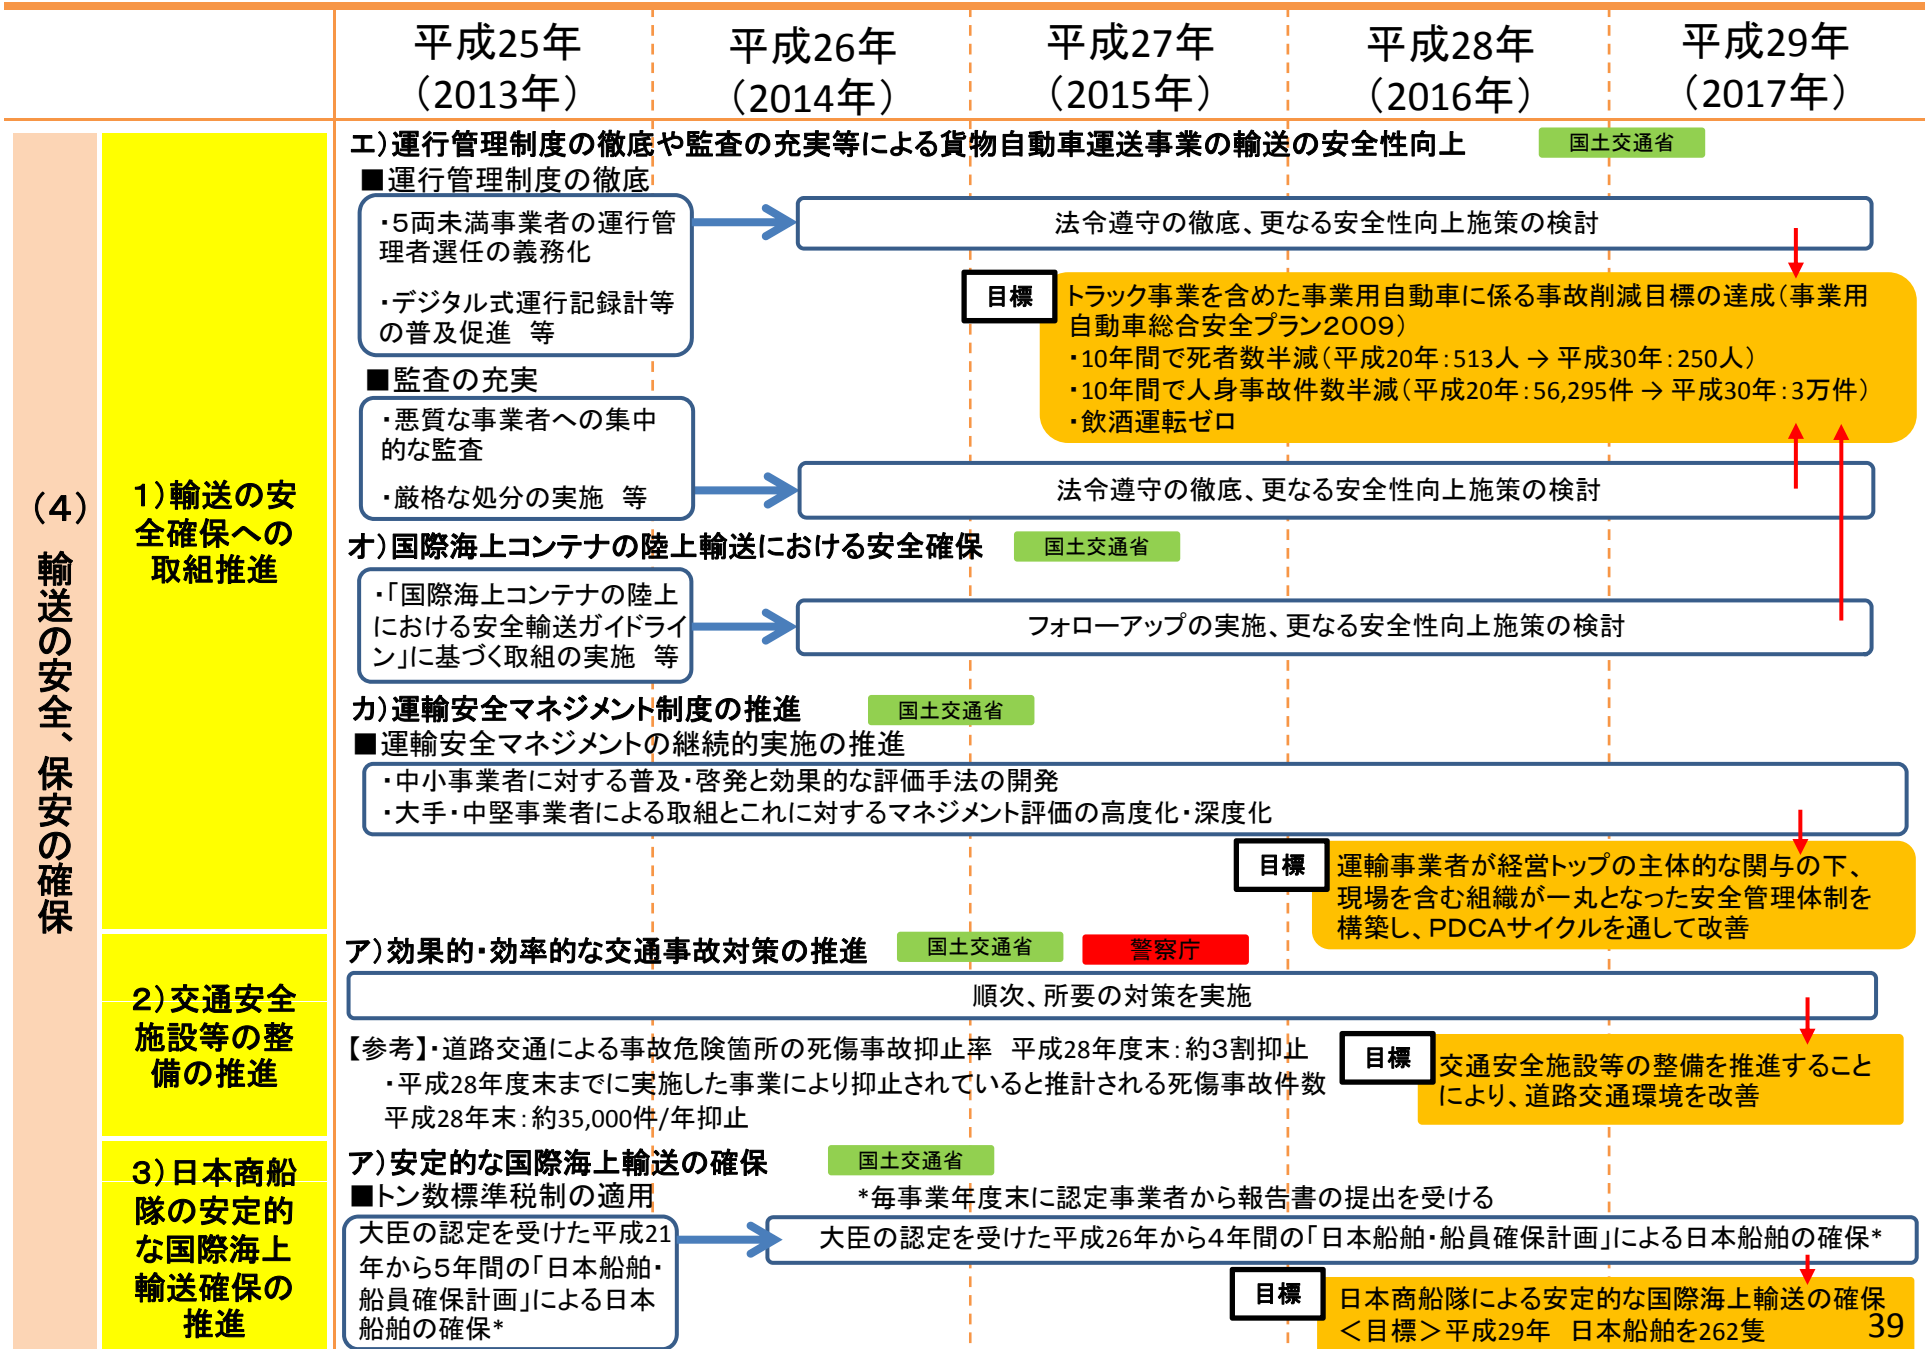 平成25年
（2013年）
平成26年
（2014年）
平成27年
（2015年）
平成28年
（2016年）
平成29年
（2017年）
（４）　輸送の安全、保安の確保
１）輸送の安
全確保への
取組推進
エ）運行管理制度の徹底や監査の充実等による貨物自動車運送事業の輸送の安全性向上
国土交通省
■運行管理制度の徹底
・５両未満事業者の運行管
理者選任の義務化
・デジタル式運行記録計等
の普及促進　等
法令遵守の徹底、更なる安全性向上施策の検討
目標
トラック事業を含めた事業用自動車に係る事故削減目標の達成（事業用
自動車総合安全プラン２００９）
・10年間で死者数半減（平成20年：513人 → 平成30年：250人）
・10年間で人身事故件数半減（平成20年：56,295件 → 平成30年：3万件）
・飲酒運転ゼロ
■監査の充実
・悪質な事業者への集中
的な監査
・厳格な処分の実施　等
法令遵守の徹底、更なる安全性向上施策の検討
オ）国際海上コンテナの陸上輸送における安全確保
国土交通省
・「国際海上コンテナの陸上
における安全輸送ガイドライ
ン」に基づく取組の実施　等
フォローアップの実施、更なる安全性向上施策の検討
カ）運輸安全マネジメント制度の推進
国土交通省
■運輸安全マネジメントの継続的実施の推進
・中小事業者に対する普及・啓発と効果的な評価手法の開発
・大手・中堅事業者による取組とこれに対するマネジメント評価の高度化・深度化
目標
運輸事業者が経営トップの主体的な関与の下、
現場を含む組織が一丸となった安全管理体制を
構築し、ＰＤＣＡサイクルを通して改善
２）交通安全
施設等の整
備の推進
ア）効果的・効率的な交通事故対策の推進
国土交通省
警察庁
順次、所要の対策を実施
【参考】・道路交通による事故危険箇所の死傷事故抑止率　平成28年度末：約３割抑止
・平成28年度末までに実施した事業により抑止されていると推計される死傷事故件数
平成28年末：約35,000件/年抑止
目標
交通安全施設等の整備を推進すること
により、道路交通環境を改善
３）日本商船
隊の安定的
な国際海上
輸送確保の
推進
ア）安定的な国際海上輸送の確保
国土交通省
■トン数標準税制の適用
*毎事業年度末に認定事業者から報告書の提出を受ける
大臣の認定を受けた平成21
年から５年間の「日本船舶・
船員確保計画」による日本
船舶の確保*
大臣の認定を受けた平成26年から４年間の「日本船舶・船員確保計画」による日本船舶の確保*
目標
日本商船隊による安定的な国際海上輸送の確保
＜目標＞平成29年　日本船舶を262隻
39